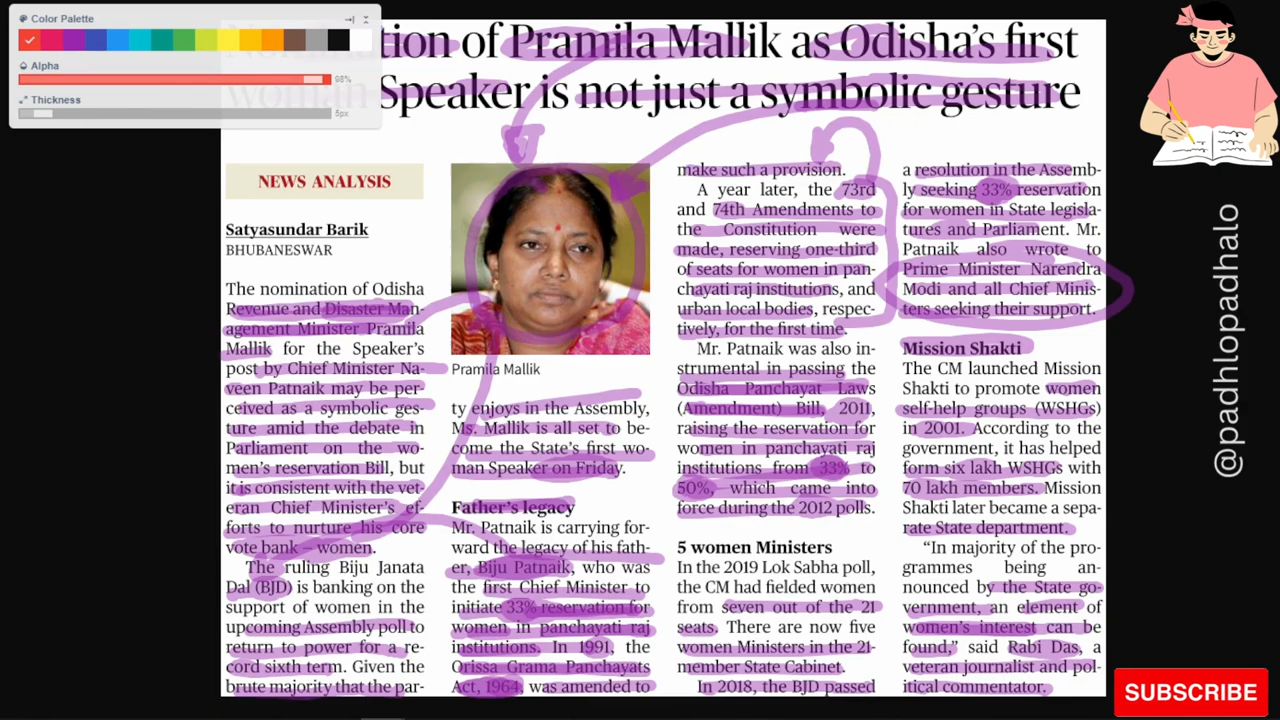 Color Palette
Alpha
98%
Thickness
5px
tion of Pramila Mallik as Odisha's first
woman Speaker is not just a symbolic gesture
NEWS ANALYSIS
Satyasundar Barik
BHUBANESWAR
The nomination of Odisha
Revenue and Disaster Man-
agement Minister Pramila
Mallik for the Speaker's
post by Chief Minister Na-
veen Patnaik may be per-
ceived as a symbolic ges-
ture amid the debate in
Parliament on the wo-
men's reservation Bill, but
it is consistent with the vet-
eran Chief Minister's ef-
forts to nurture his core
vote bank – women.
The ruling Biju Janata
Dal (BJD) is banking on the
support of women in the
upcoming Assembly poll to
return to power for a re-
cord sixth term. Given the
brute majority that the par-
Pramila Mallik
ty enjoys in the Assembly,
Ms. Mallik is all set to be-
come the State's first wo-
man Speaker on Friday.
Father's legacy
Mr. Patnaik is carrying for-
ward the legacy of his fath-
er, Biju Patnaik, who was
the first Chief Minister to
initiate 33% reservation for
women in panchayati raj
institutions. In 1991, the
Orissa Grama Panchayats
Act, 1964, was amended to
make such a provision.
A year later, the 73rd
and 74th Amendments to
the Constitution were
made, reserving one-third
of seats for women in pan-
chayati raj institutions, and
urban local bodies, respec-
tively, for the first time.
Mr. Patnaik was also in-
strumental in passing the
Odisha Panchayat Laws
(Amendment) Bill, 2011,
raising the reservation for
women in panchayati raj
institutions from 33% to
50%, which came into
force during the 2012 polls.
5 women Ministers
In the 2019 Lok Sabha poll,
the CM had fielded women
from seven out of the 21
seats. There are now five
women Ministers in the 21-
member State Cabinet.
In 2018, the BJD passed
a resolution in the Assemb-
ly seeking 33% reservation
for women in State legisla-
tures and Parliament. Mr.
Patnaik also wrote to
Prime Minister Narendra
Modi and all Chief Minis-
ters seeking their support.
Mission Shakti
The CM launched Mission
Shakti to promote women
self-help groups (WSHGs)
in 2001. According to the
government, it has helped
form six lakh WSHGs with
70 lakh members. Mission
Shakti later became a sepa-
rate State department.
"In majority of the pro-
grammes being an-
nounced by the State go-
vernment, an element of
women's interest can be
found," said Rabi Das, a
veteran journalist and pol-
itical commentator.
@padhlopadhalo
SUBSCRIBE